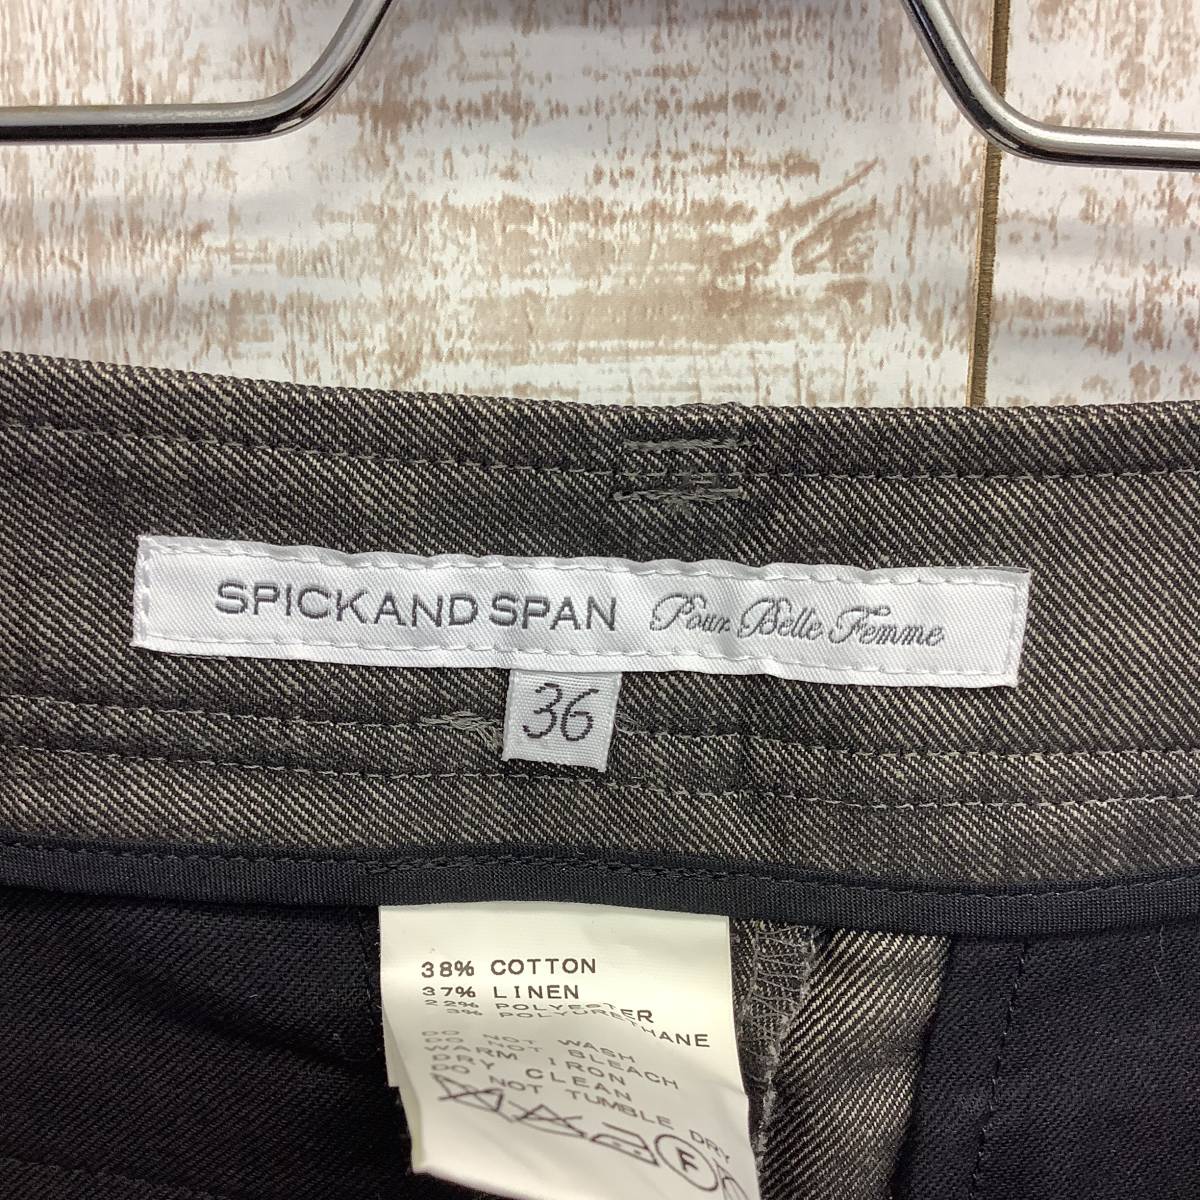 SPICKANDSPAN Pour Belle Femme
36
38% COTTON
37% LINEN
22% POLYESTER
3% POLYURETHANE
DO NOT WASH
DO NOT BLEACH
WARM IRON
DRY CLEAN
DO NOT TUMBLE DRY
F